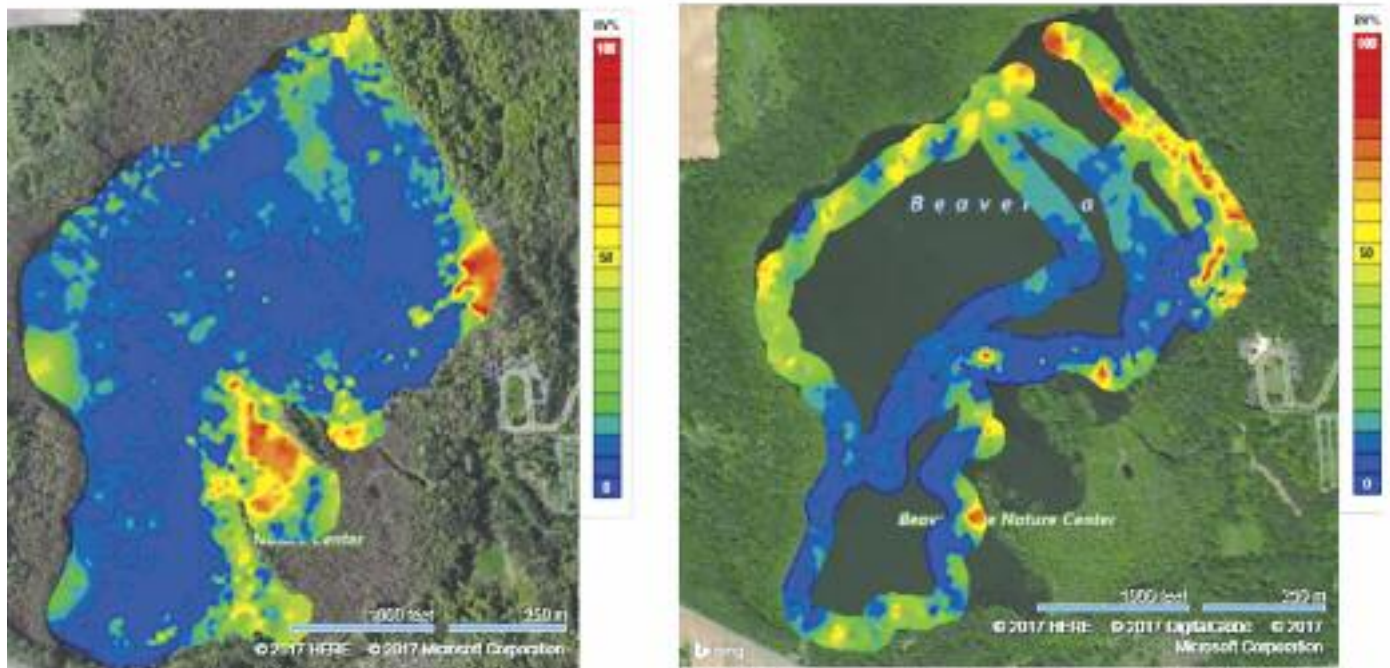 BV%
100
50
0
Nature Center
1000 feet
250 m
© 2017 HERE © 2017 Microsoft Corporation
BV%
100
50
0
Beaver
a
Nature Center
1000 feet
250 m
© 2017 HERE © 2017 DigitalGlobe © 2017
Microsoft Corporation
bing